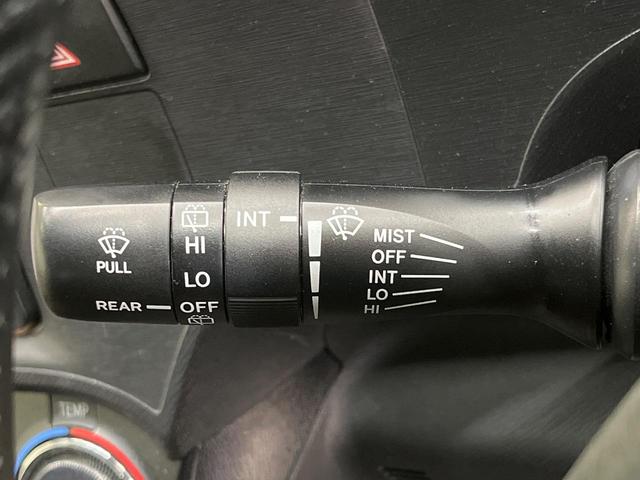 PULL
REAR
HI
LO
OFF
INT
MIST
OFF
INT
LO
HI
TEMP